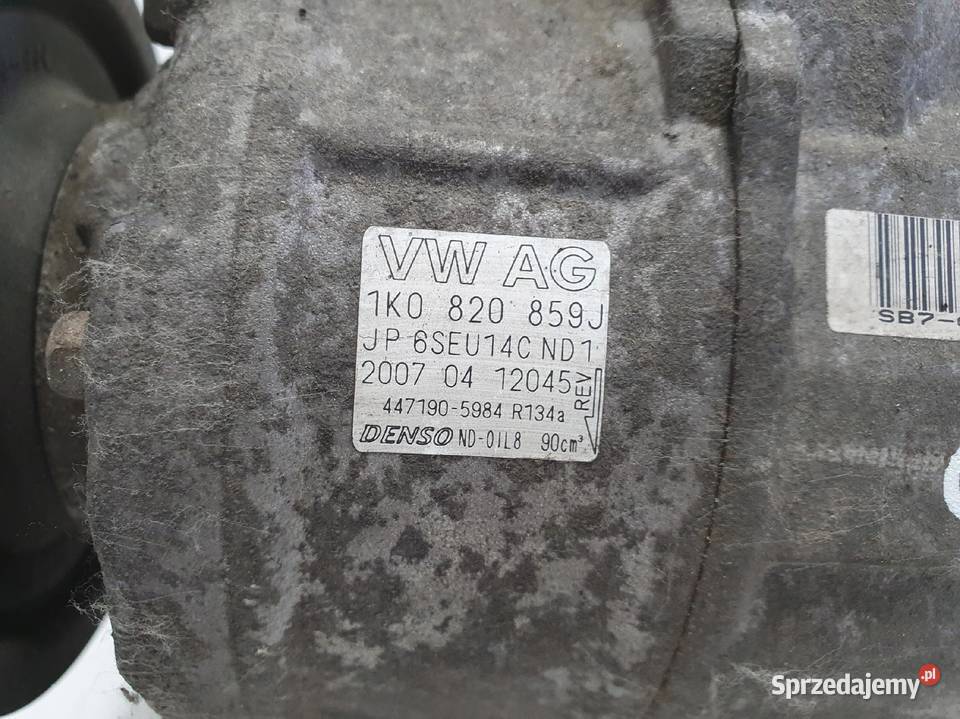 VW AG
1K0 820 859J
JP 6SEU14C ND1
2007 04 12045
REV
447190-5984 R134a
DENSO ND-OIL8 90cm³
SB7-
Sprzedajemy.pl